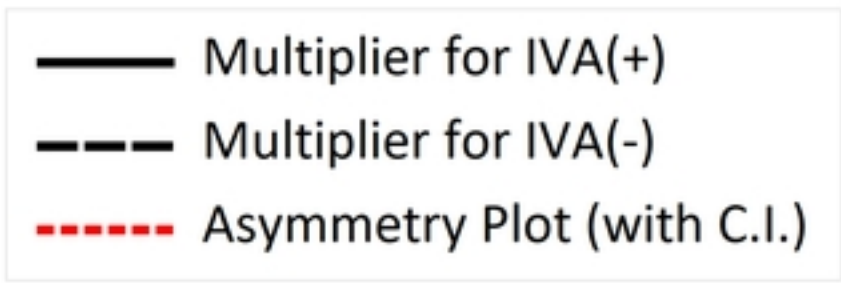 Multiplier for IVA(+)
Multiplier for IVA(-)
Asymmetry Plot (with C.I.)